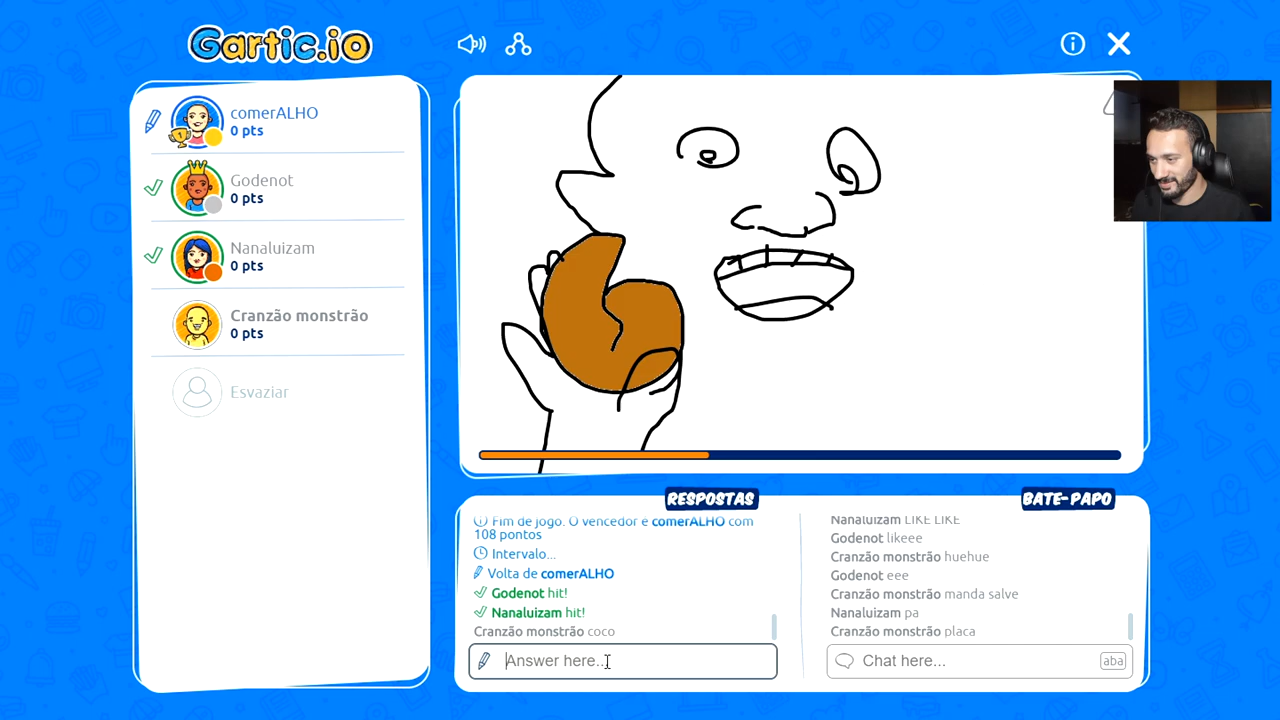 Gartic.io
comerALHO
0 pts
Godenot
0 pts
Nanaluizam
0 pts
Cranzão monstrão
0 pts
Esvaziar
RESPOSTAS
Fim de jogo. O vencedor é comerALHO com
108 pontos
Intervalo...
Volta de comerALHO
Godenot hit!
Nanaluizam hit!
Cranzão monstrão coco
Answer here...
BATE-PAPO
Nanaluizam LIKE LIKE
Godenot likeee
Cranzão monstrão huehue
Godenot eee
Cranzão monstrão manda salve
Nanaluizam pa
Cranzão monstrão placa
Chat here...
aba